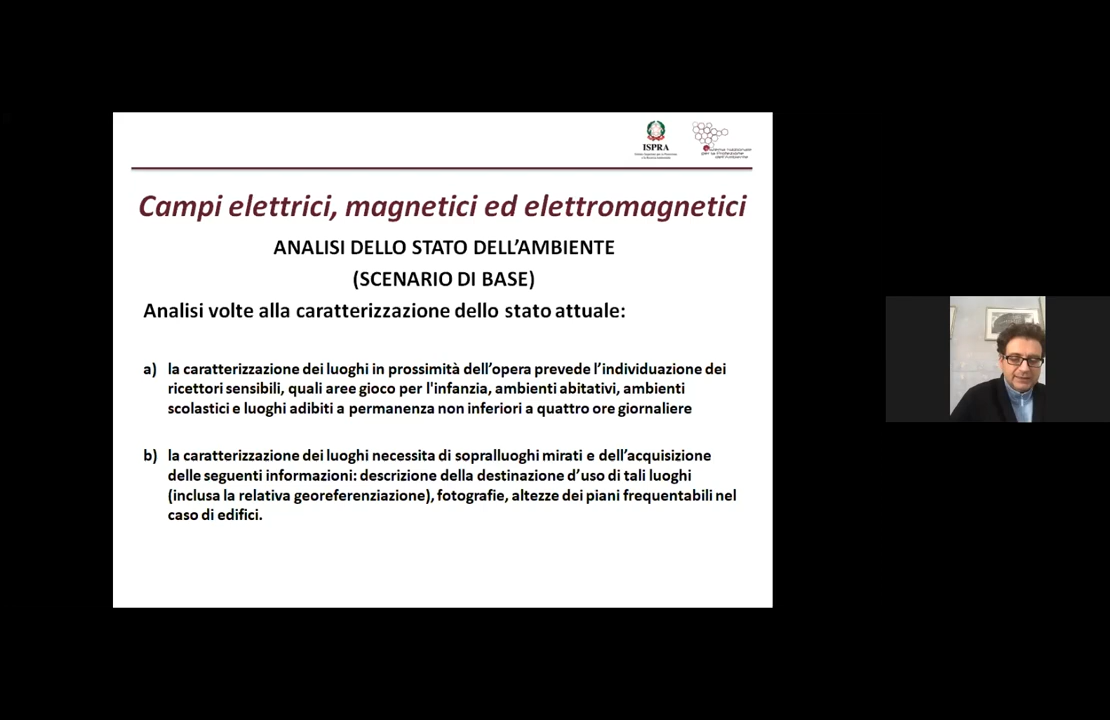 ISPRA
Campi elettrici, magnetici ed elettromagnetici
ANALISI DELLO STATO DELL’AMBIENTE
(SCENARIO DI BASE)
Analisi volte alla caratterizzazione dello stato attuale:
a) la caratterizzazione dei luoghi in prossimità dell’opera prevede l’individuazione dei
ricettori sensibili, quali aree gioco per l'infanzia, ambienti abitativi, ambienti
scolastici e luoghi adibiti a permanenza non inferiori a quattro ore giornaliere
b) la caratterizzazione dei luoghi necessita di sopralluoghi mirati e dell’acquisizione
delle seguenti informazioni: descrizione della destinazione d’uso di tali luoghi
(inclusa la relativa georeferenziazione), fotografie, altezze dei piani frequentabili nel
caso di edifici.